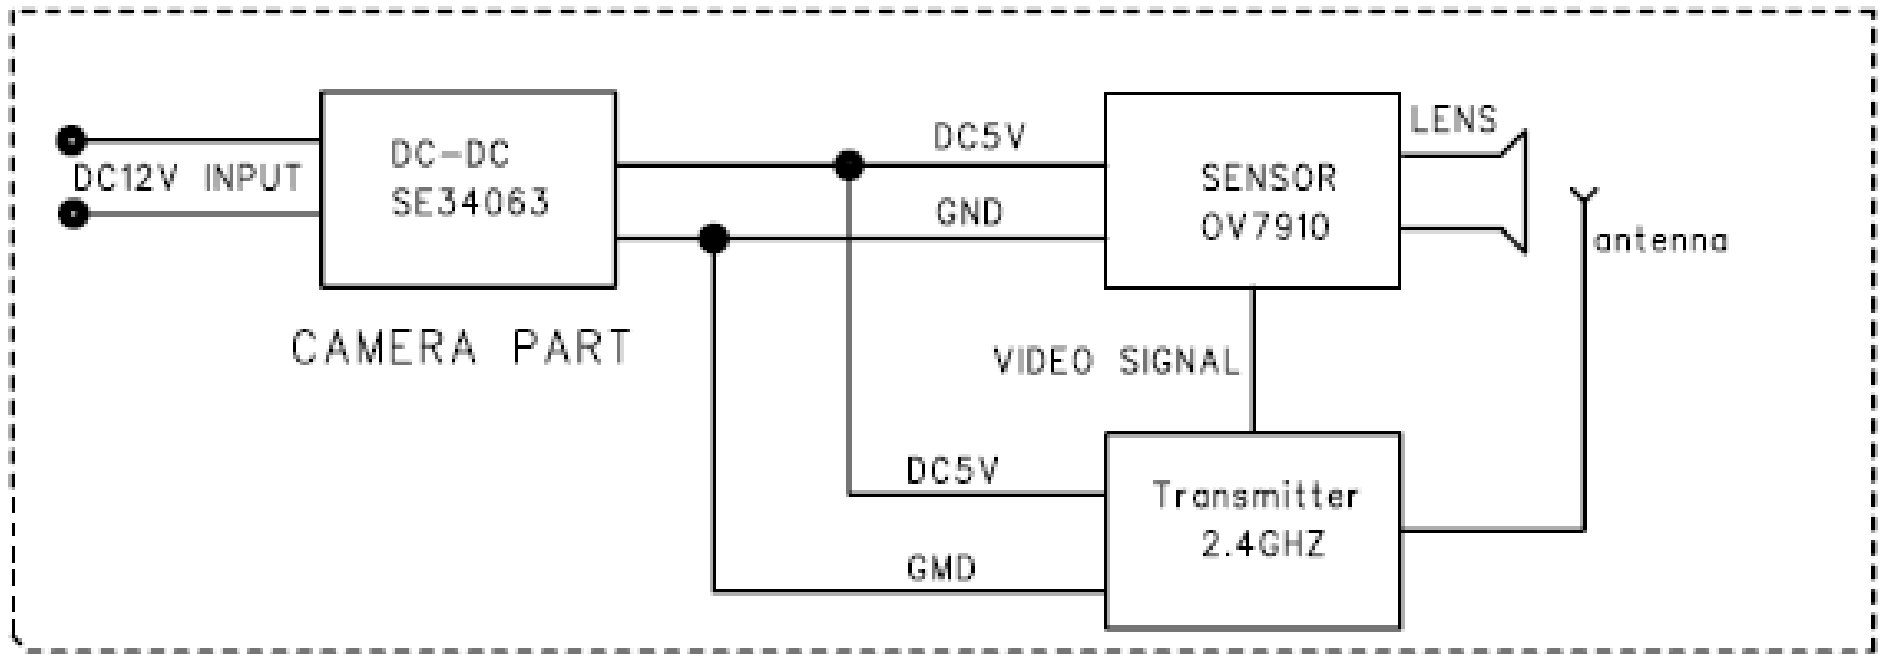 DC12V INPUT
DC-DC
SE34063
CAMERA PART
DC5V
GND
SENSOR
OV7910
LENS
antenna
VIDEO SIGNAL
DC5V
GMD
Transmitter
2.4GHZ